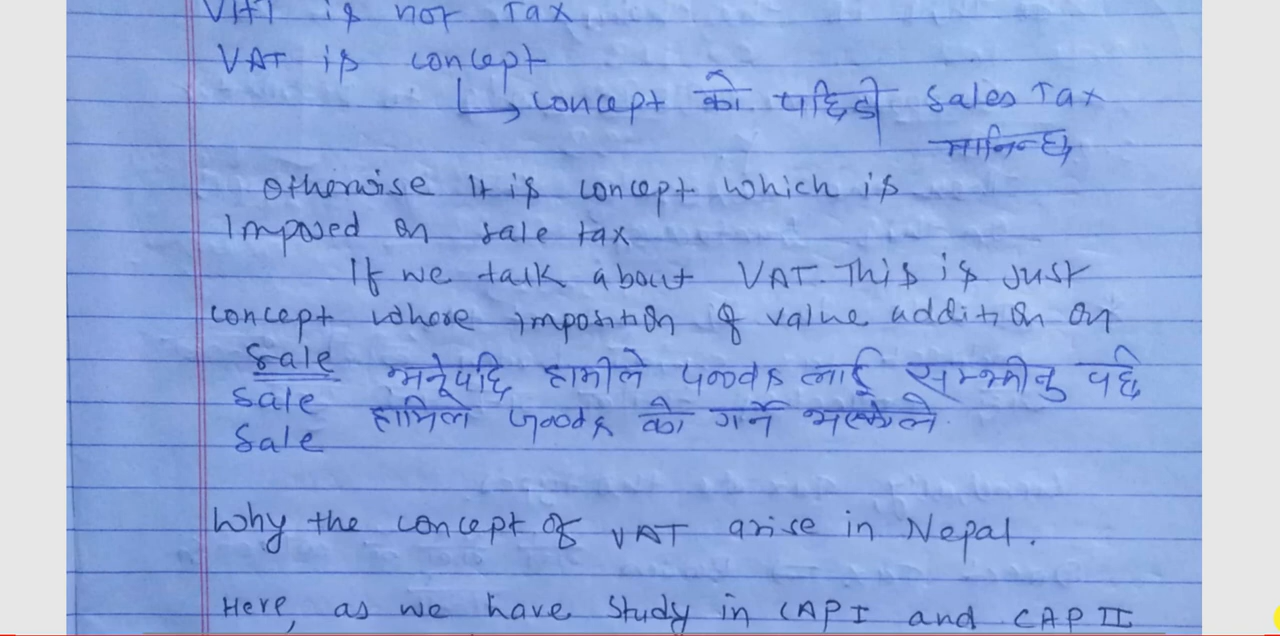 VAT is not Tax
VAT is concept
↳ concept को पछिडी sales Tax
मानिन्छ
Otherwise It is concept which is
Imposed on sale tax
If we talk about VAT. This is Just
concept whore imposition of value addition on
Sale भनेपछि हामीले goods लाई सम्झीनु पर्छ
Sale हामिले goods को गर्ने भएकोले.
Sale
Why the concept of VAT arise in Nepal.
Here, as we have study in CAP I and CAP II